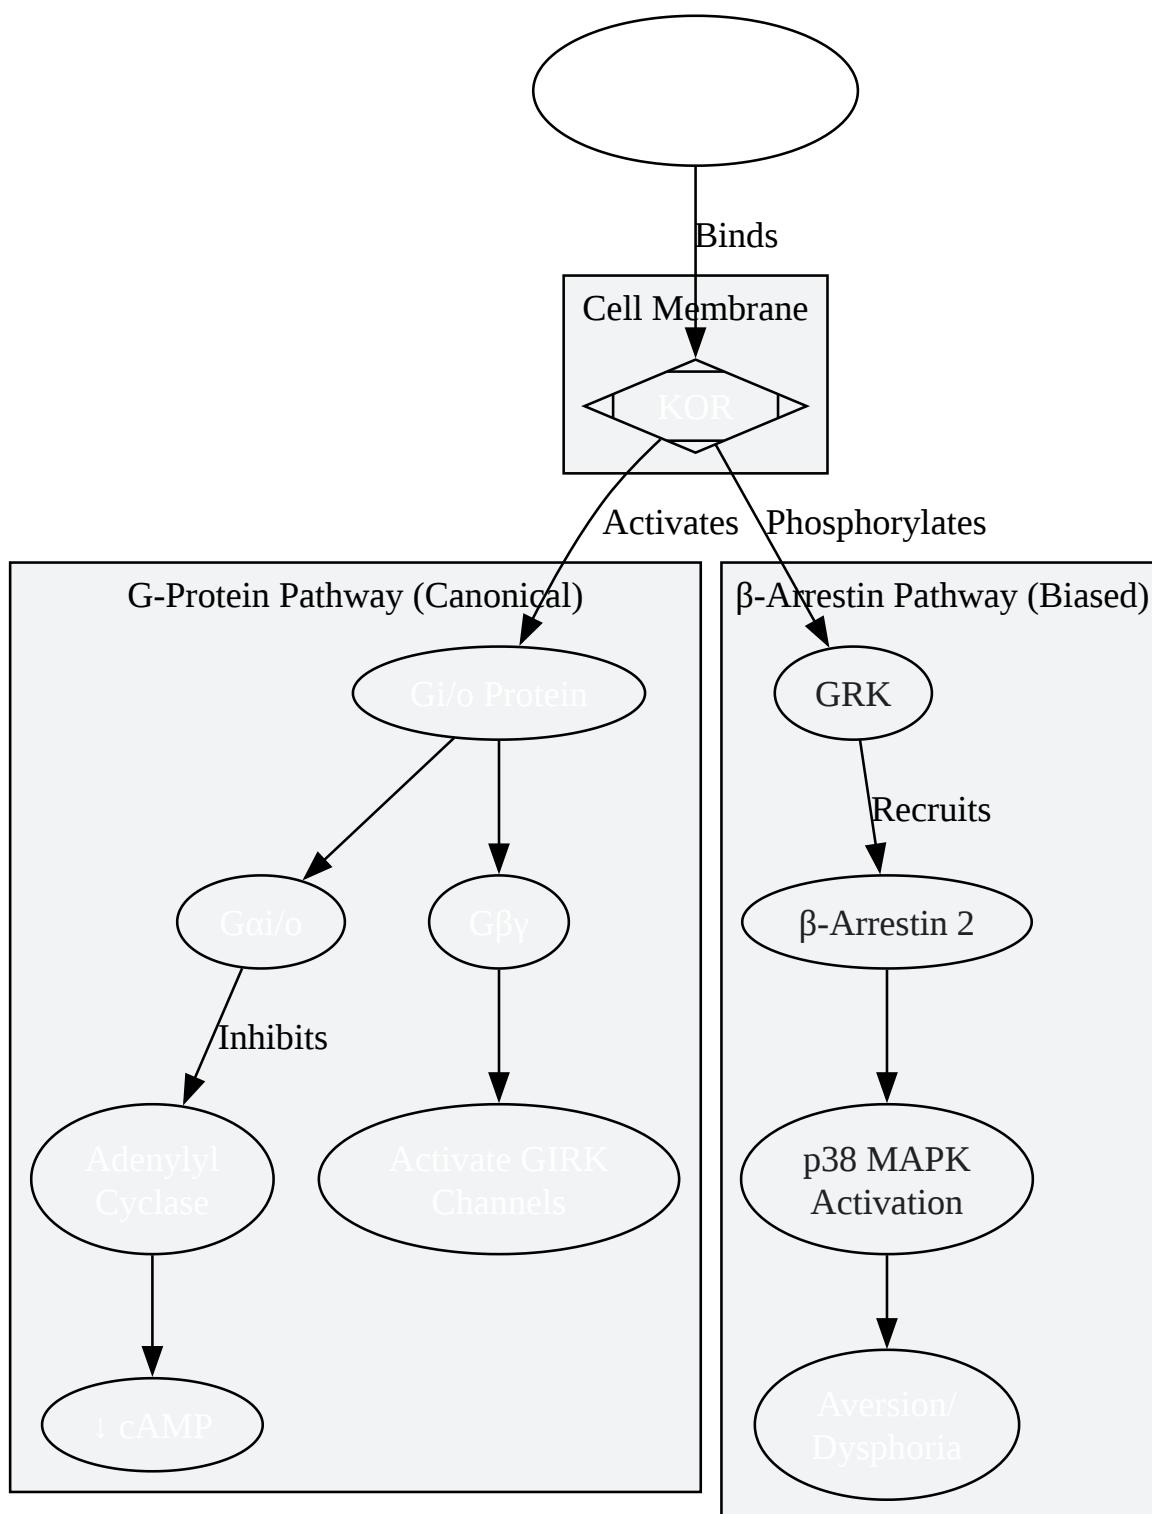 Binds
Cell Membrane
KOR
Activates
Phosphorylates
G-Protein Pathway (Canonical)
β-Arrestin Pathway (Biased)
Gi/o Protein
GRK
Recruits
Gαi/o
Gβγ
β-Arrestin 2
Inhibits
Adenylyl
Cyclase
Activate GIRK
Channels
p38 MAPK
Activation
↓ cAMP
Aversion/
Dysphoria